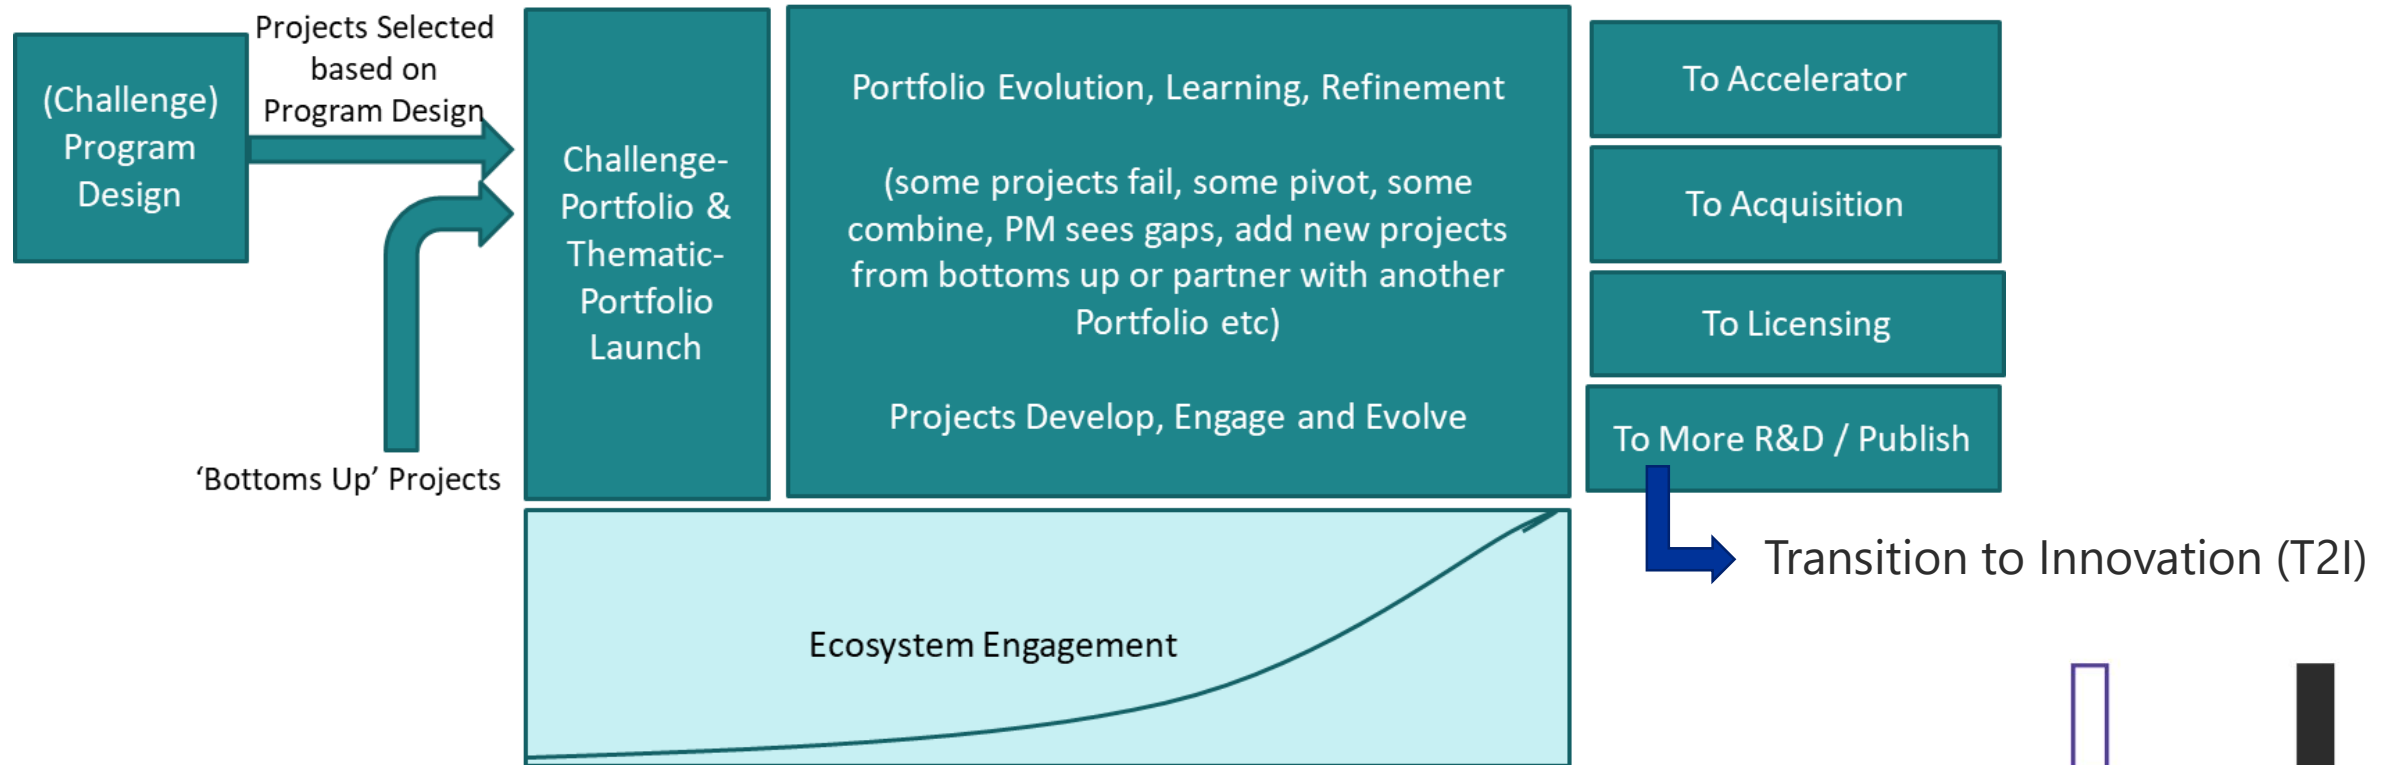 (Challenge)
Program
Design
Projects Selected
based on
Program Design
‘Bottoms Up’ Projects
Challenge-
Portfolio &
Thematic-
Portfolio
Launch
Portfolio Evolution, Learning, Refinement
(some projects fail, some pivot, some
combine, PM sees gaps, add new projects
from bottoms up or partner with another
Portfolio etc)
Projects Develop, Engage and Evolve
To Accelerator
To Acquisition
To Licensing
To More R&D / Publish
Transition to Innovation (T2I)
Ecosystem Engagement